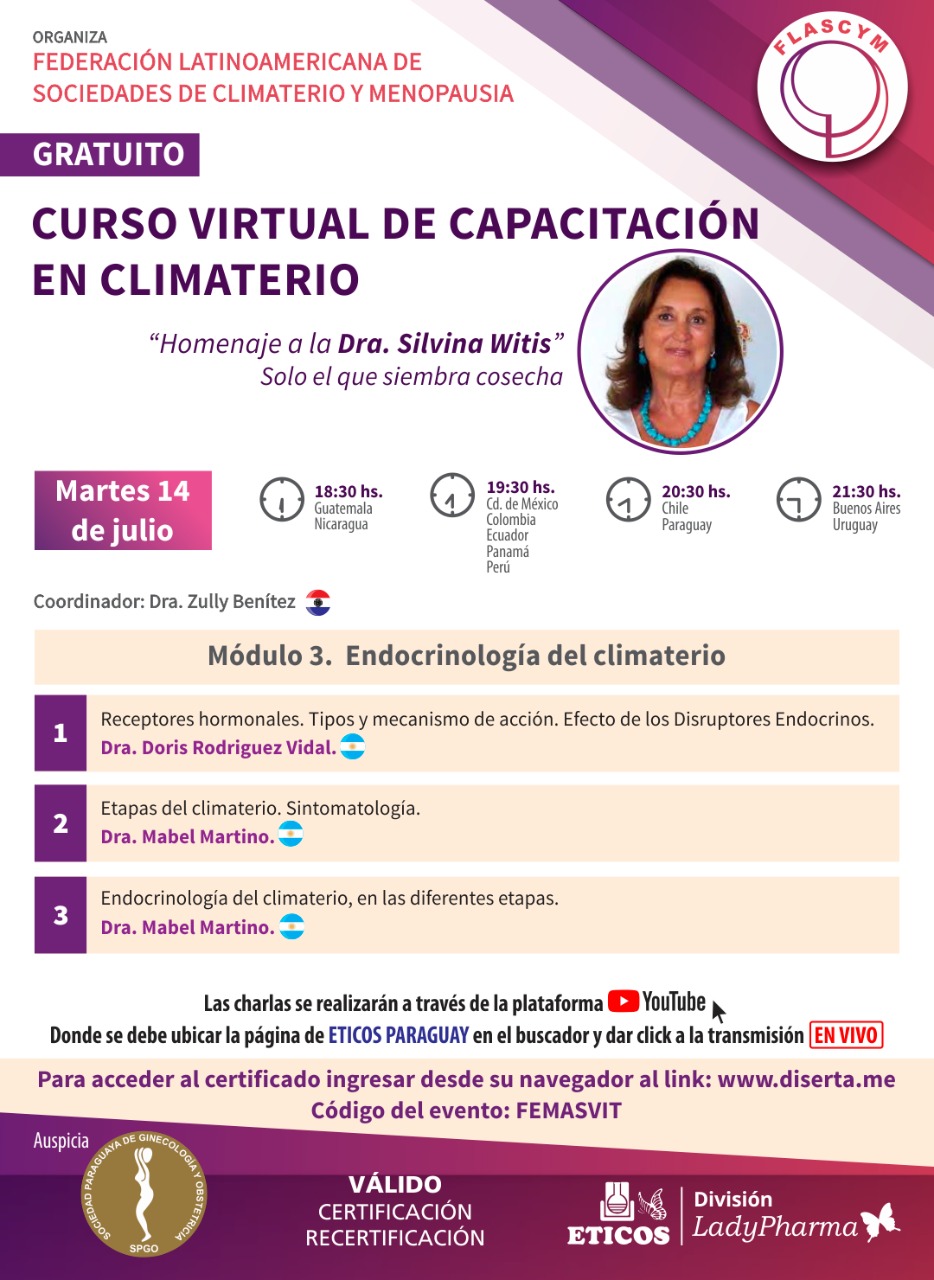 ORGANIZA
FEDERACIÓN LATINOAMERICANA DE
SOCIEDADES DE CLIMATERIO Y MENOPAUSIA
FLASCYM
GRATUITO
CURSO VIRTUAL DE CAPACITACIÓN
EN CLIMATERIO
“Homenaje a la Dra. Silvina Witis”
Solo el que siembra cosecha
Martes 14
de julio
18:30 hs.
Guatemala
Nicaragua
19:30 hs.
Cd. de México
Colombia
Ecuador
Panamá
Perú
20:30 hs.
Chile
Paraguay
21:30 hs.
Buenos Aires
Uruguay
Coordinador: Dra. Zully Benítez
Módulo 3. Endocrinología del climaterio
1
Receptores hormonales. Tipos y mecanismo de acción. Efecto de los Disruptores Endocrinos.
Dra. Doris Rodriguez Vidal.
2
Etapas del climaterio. Sintomatología.
Dra. Mabel Martino.
3
Endocrinología del climaterio, en las diferentes etapas.
Dra. Mabel Martino.
Las charlas se realizarán a través de la plataforma YouTube
Donde se debe ubicar la página de ETICOS PARAGUAY en el buscador y dar click a la transmisión EN VIVO
Para acceder al certificado ingresar desde su navegador al link: www.diserta.me
Código del evento: FEMASVIT
Auspicia
SOCIEDAD PARAGUAYA DE GINECOLOGÍA Y OBSTETRICIA
SPGO
VÁLIDO
CERTIFICACIÓN
RECERTIFICACIÓN
ETICOS
División
LadyPharma